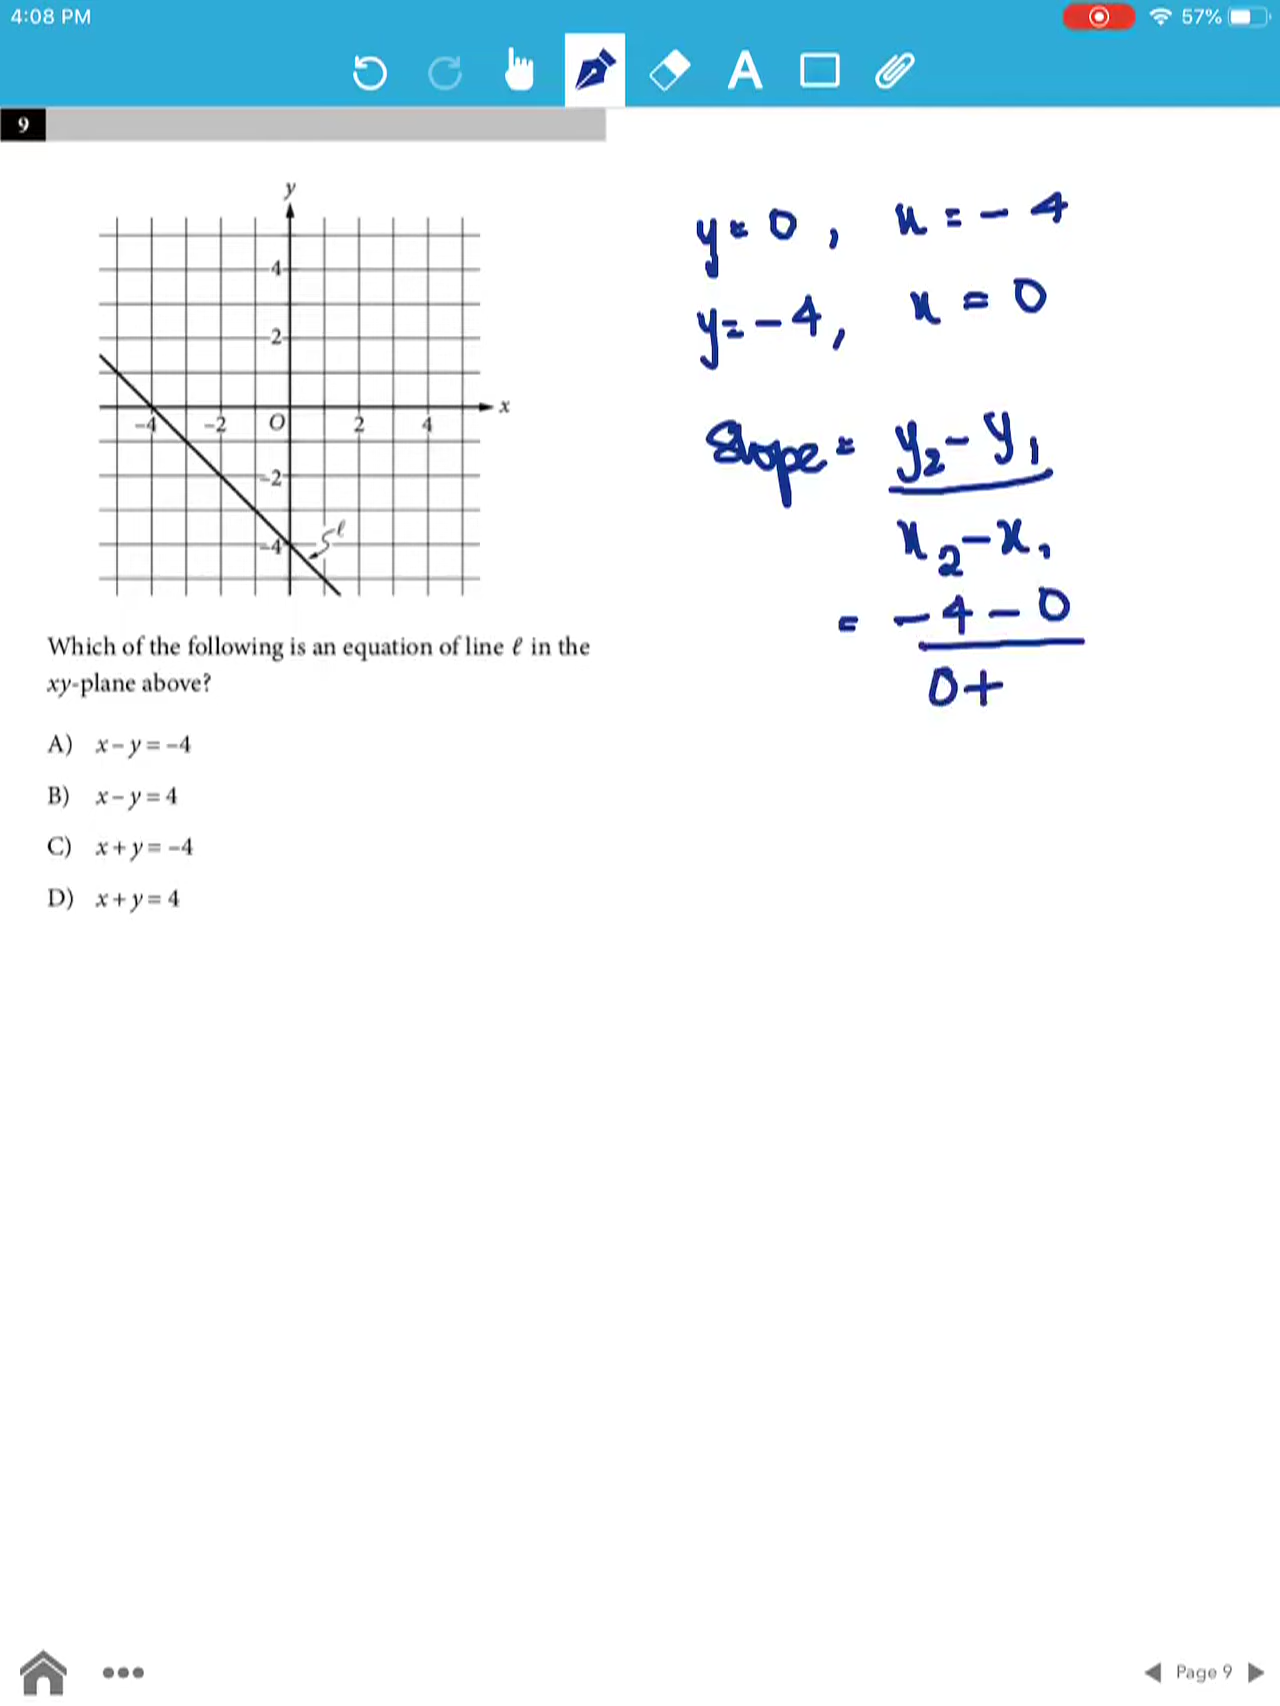 4:08 PM
57%
A
9
y
4
2
x
-4
-2
O
2
4
-2
-4
ℓ
Which of the following is an equation of line ℓ in the
xy-plane above?
A) x – y = –4
B) x – y = 4
C) x + y = –4
D) x + y = 4
y = 0 , x = - 4
y = - 4 , x = 0
Slope = y₂ - y₁
x₂ - x₁
= - 4 - 0
0 +
Page 9